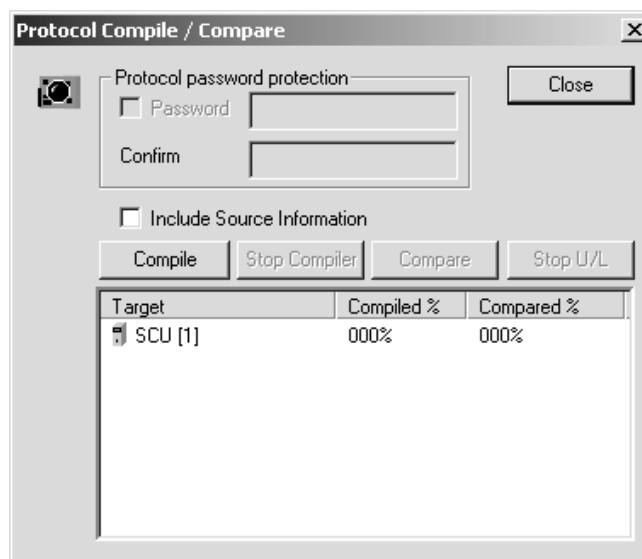 Protocol Compile / Compare
Protocol password protection
Close
Password
Confirm
Include Source Information
Compile Stop Compiler Compare Stop U/L
Target Compiled % Compared %
SCU [1] 000% 000%